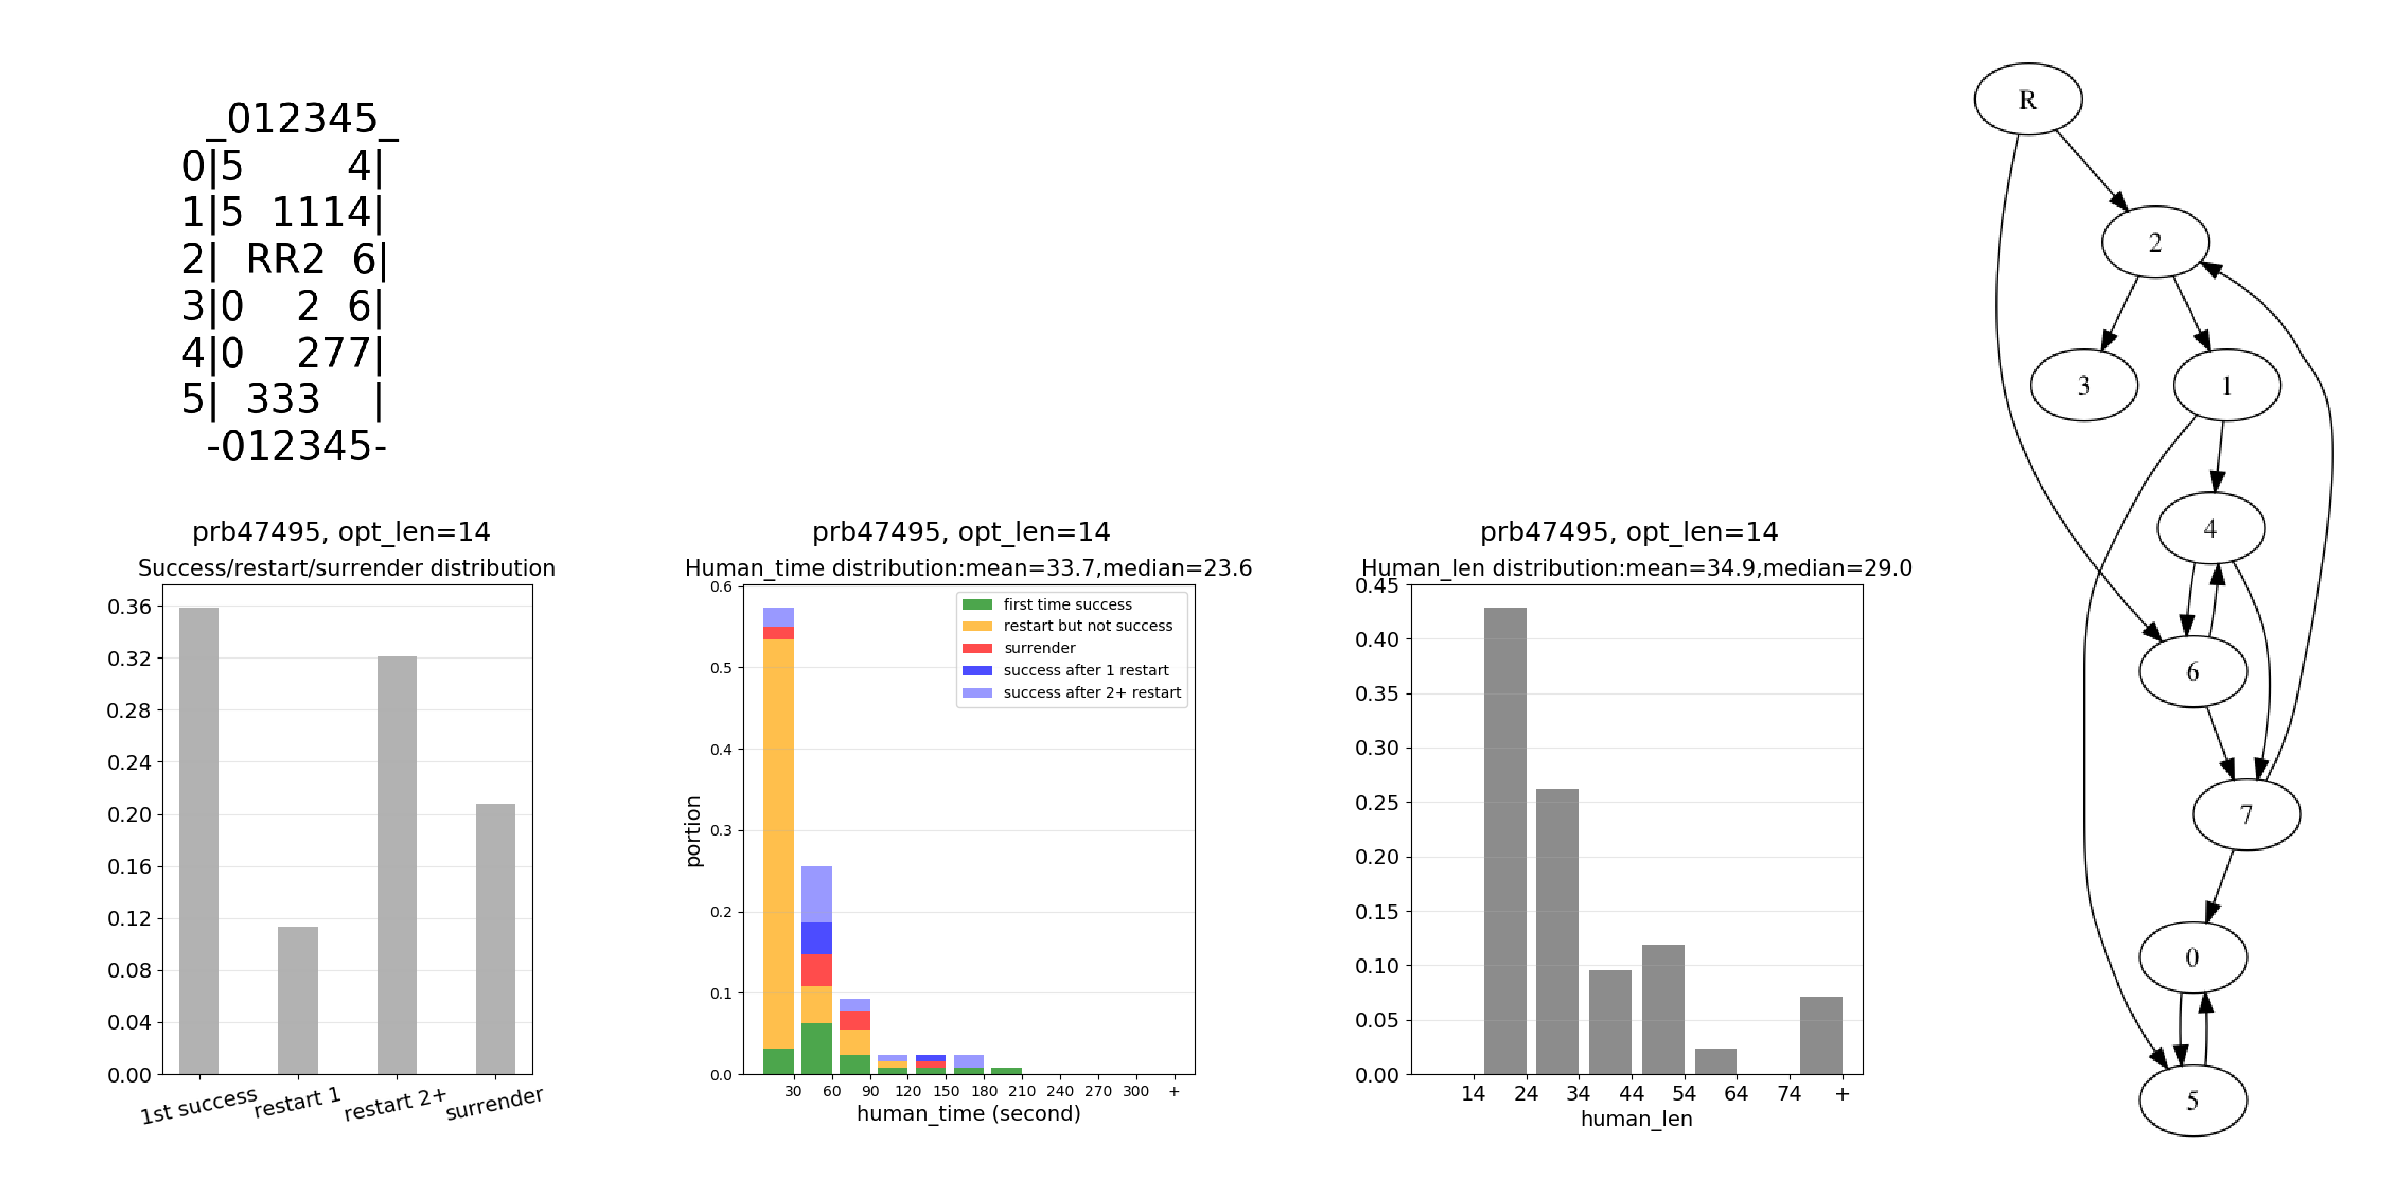 _012345_
0|5    4|
1|5 1114|
2| RR2 6|
3|0  2 6|
4|0  277|
5| 333  |
-012345-
prb47495, opt_len=14
Success/restart/surrender distribution
0.36
0.32
0.28
0.24
0.20
0.16
0.12
0.08
0.04
0.00
1st success
restart 1
restart 2+
surrender
prb47495, opt_len=14
Human_time distribution:mean=33.7,median=23.6
0.6
0.5
0.4
0.3
0.2
0.1
0.0
portion
first time success
restart but not success
surrender
success after 1 restart
success after 2+ restart
30 60 90 120 150 180 210 240 270 300 +
human_time (second)
prb47495, opt_len=14
Human_len distribution:mean=34.9,median=29.0
0.45
0.40
0.35
0.30
0.25
0.20
0.15
0.10
0.05
0.00
14 24 34 44 54 64 74 +
human_len
R
2
3 1
4
6
7
0
5